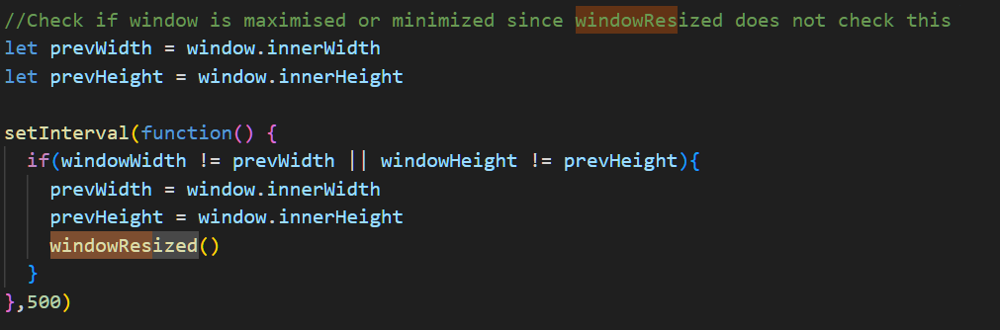 //Check if window is maximised or minimized since windowResized does not check this
let prevWidth = window.innerWidth
let prevHeight = window.innerHeight
setInterval(function() {
if(windowWidth != prevWidth || windowHeight != prevHeight){
prevWidth = window.innerWidth
prevHeight = window.innerHeight
windowResized()
}
},500)